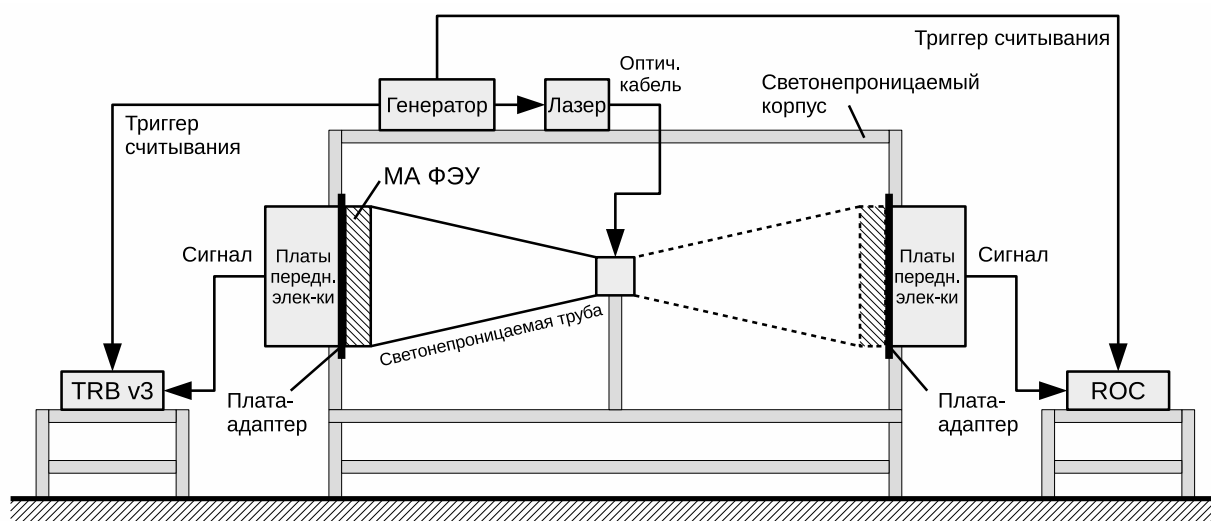 Триггер считывания
Оптич.
кабель
Светонепроницаемый
корпус
Генератор
Лазер
Триггер
считывания
МА ФЭУ
Сигнал
Платы
передн.
элек-ки
Платы
передн.
элек-ки
Сигнал
Светонепроницаемая труба
TRB v3
Плата-
адаптер
Плата-
адаптер
ROC